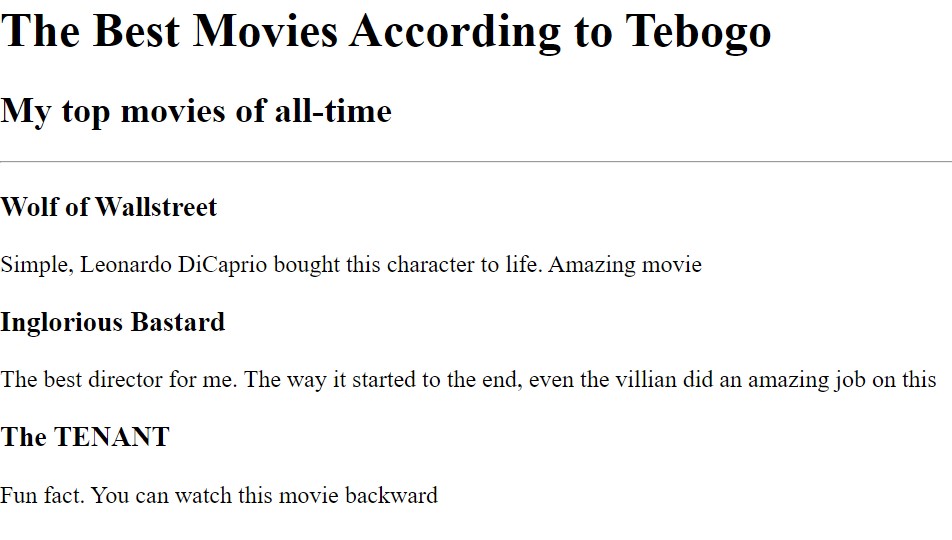 The Best Movies According to Tebogo
My top movies of all-time
Wolf of Wallstreet
Simple, Leonardo DiCaprio bought this character to life. Amazing movie
Inglorious Bastard
The best director for me. The way it started to the end, even the villian did an amazing job on this
The TENANT
Fun fact. You can watch this movie backward